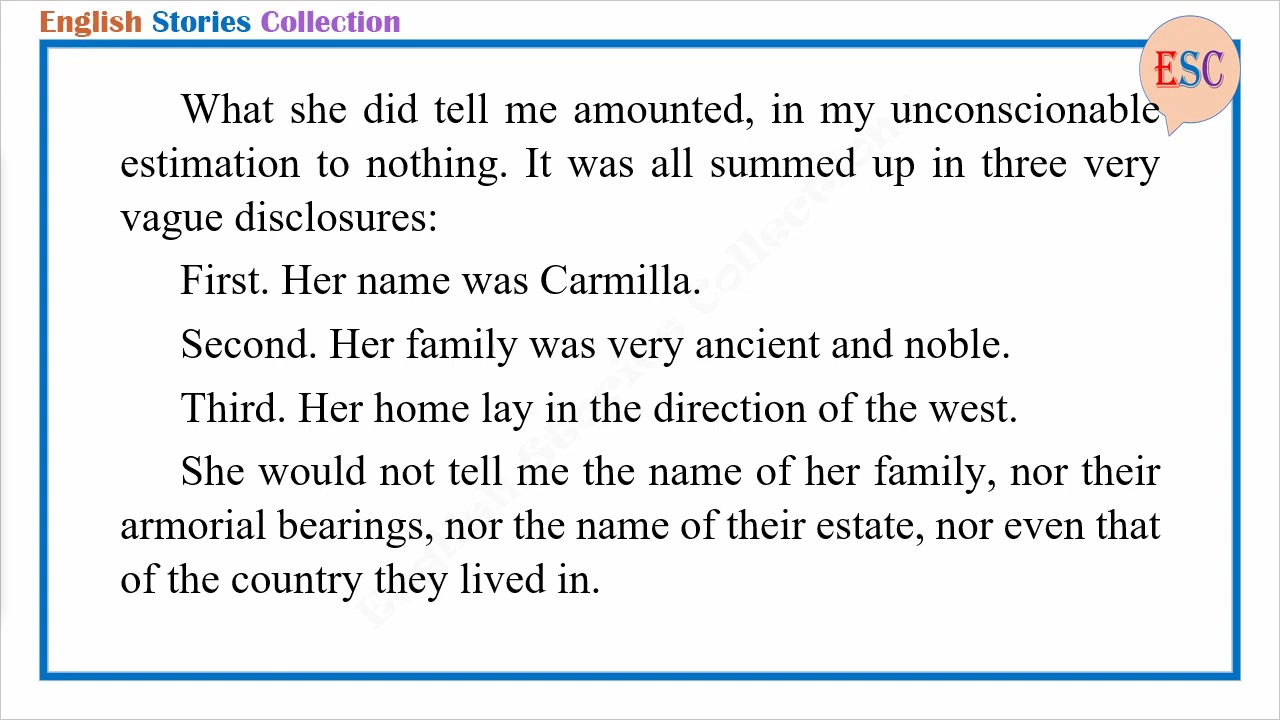 English Stories Collection
ESC
What she did tell me amounted, in my unconscionable
estimation to nothing. It was all summed up in three very
vague disclosures:
First. Her name was Carmilla.
Second. Her family was very ancient and noble.
Third. Her home lay in the direction of the west.
She would not tell me the name of her family, nor their
armorial bearings, nor the name of their estate, nor even that
of the country they lived in.
English Stories Collection